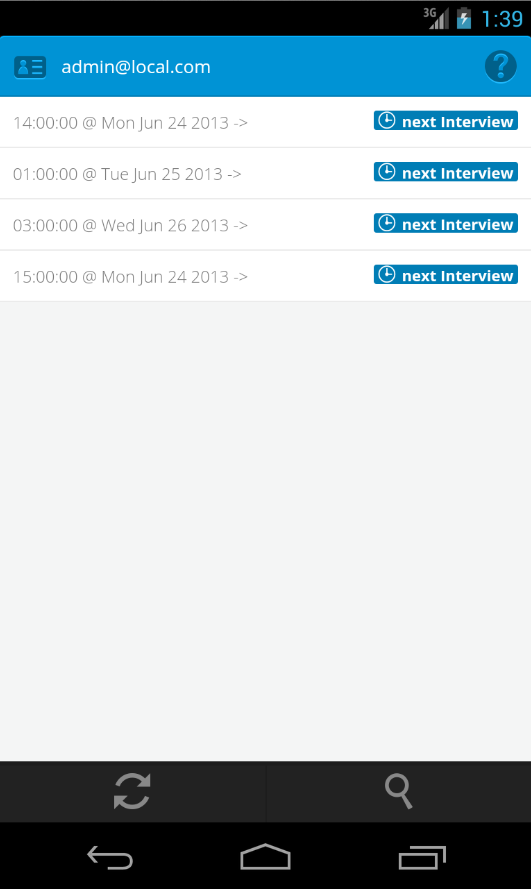 3G 1:39
admin@local.com ?
14:00:00 @ Mon Jun 24 2013 -> next Interview
01:00:00 @ Tue Jun 25 2013 -> next Interview
03:00:00 @ Wed Jun 26 2013 -> next Interview
15:00:00 @ Mon Jun 24 2013 -> next Interview